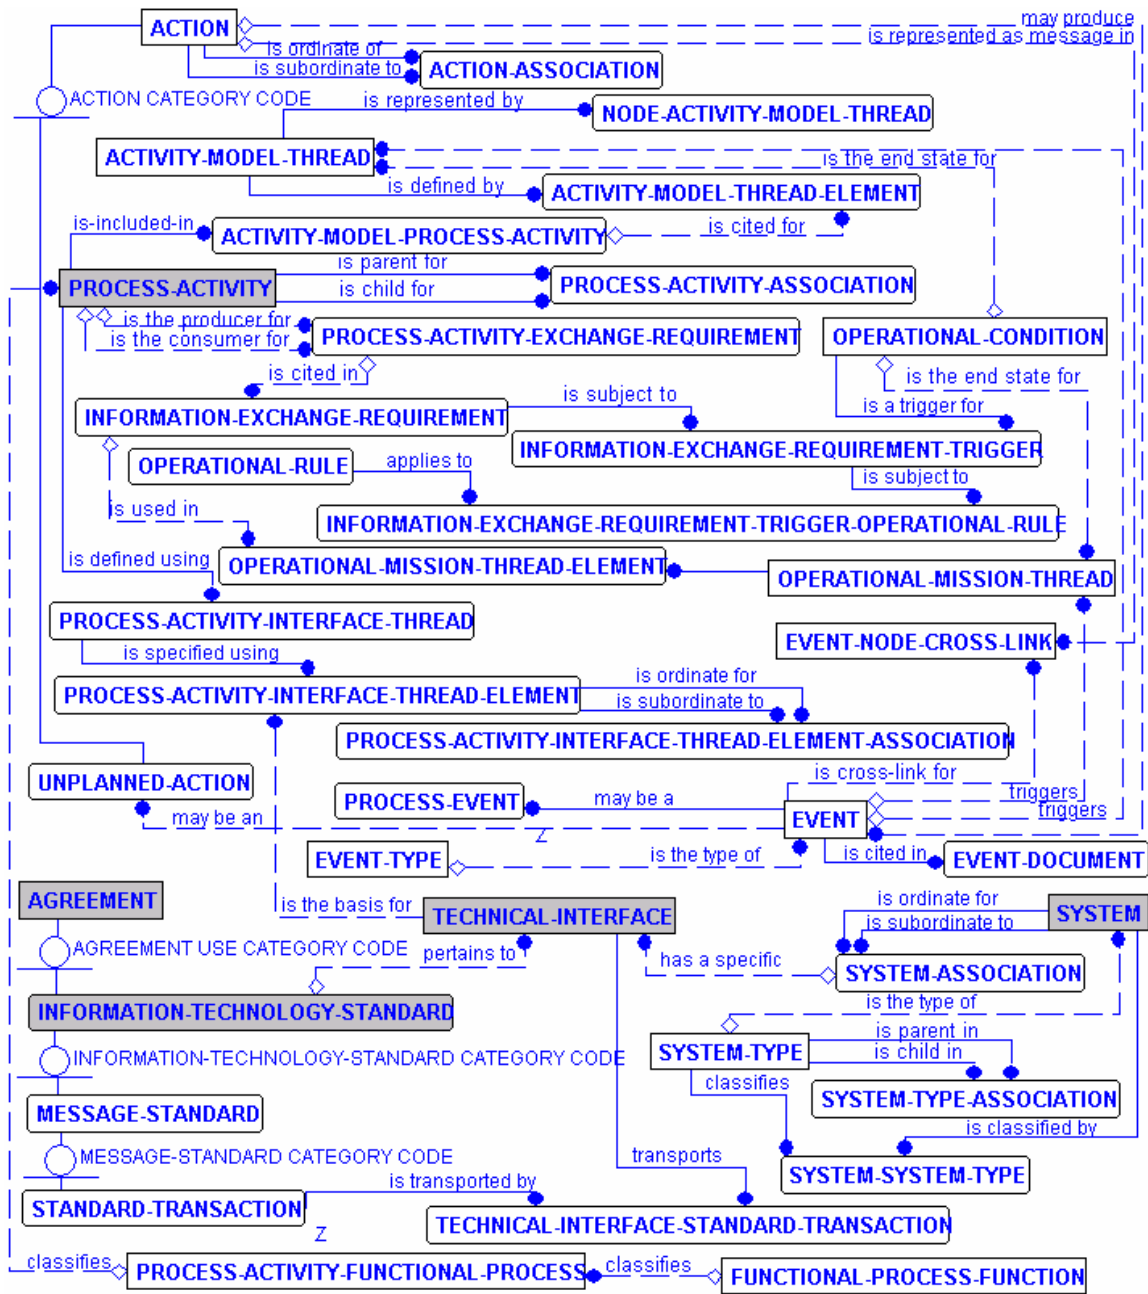 ACTION
may produce
is represented as message in
is ordinate of
is subordinate to
ACTION-ASSOCIATION
ACTION CATEGORY CODE
is represented by
NODE-ACTIVITY-MODEL-THREAD
ACTIVITY-MODEL-THREAD
is the end state for
is defined by
ACTIVITY-MODEL-THREAD-ELEMENT
is-included-in
ACTIVITY-MODEL-PROCESS-ACTIVITY
is cited for
PROCESS-ACTIVITY
is parent for
is child for
PROCESS-ACTIVITY-ASSOCIATION
is the producer for
is the consumer for
PROCESS-ACTIVITY-EXCHANGE-REQUIREMENT
OPERATIONAL-CONDITION
is cited in
is the end state for
INFORMATION-EXCHANGE-REQUIREMENT
is subject to
is a trigger for
INFORMATION-EXCHANGE-REQUIREMENT-TRIGGER
OPERATIONAL-RULE
applies to
is subject to
is used in
INFORMATION-EXCHANGE-REQUIREMENT-TRIGGER-OPERATIONAL-RULE
is defined using
OPERATIONAL-MISSION-THREAD-ELEMENT
OPERATIONAL-MISSION-THREAD
PROCESS-ACTIVITY-INTERFACE-THREAD
EVENT-NODE-CROSS-LINK
is specified using
is ordinate for
PROCESS-ACTIVITY-INTERFACE-THREAD-ELEMENT
is subordinate to
PROCESS-ACTIVITY-INTERFACE-THREAD-ELEMENT-ASSOCIATION
UNPLANNED-ACTION
is cross-link for
PROCESS-EVENT
may be a
triggers
triggers
EVENT
may be an
Z
EVENT-TYPE
is the type of
is cited in
EVENT-DOCUMENT
AGREEMENT
is the basis for
TECHNICAL-INTERFACE
is ordinate for
is subordinate to
SYSTEM
AGREEMENT USE CATEGORY CODE
pertains to
has a specific
SYSTEM-ASSOCIATION
INFORMATION-TECHNOLOGY-STANDARD
is the type of
SYSTEM-TYPE
is parent in
is child in
INFORMATION-TECHNOLOGY-STANDARD CATEGORY CODE
classifies
SYSTEM-TYPE-ASSOCIATION
MESSAGE-STANDARD
is classified by
MESSAGE-STANDARD CATEGORY CODE
transports
SYSTEM-SYSTEM-TYPE
STANDARD-TRANSACTION
is transported by
Z
TECHNICAL-INTERFACE-STANDARD-TRANSACTION
classifies
PROCESS-ACTIVITY-FUNCTIONAL-PROCESS
classifies
FUNCTIONAL-PROCESS-FUNCTION